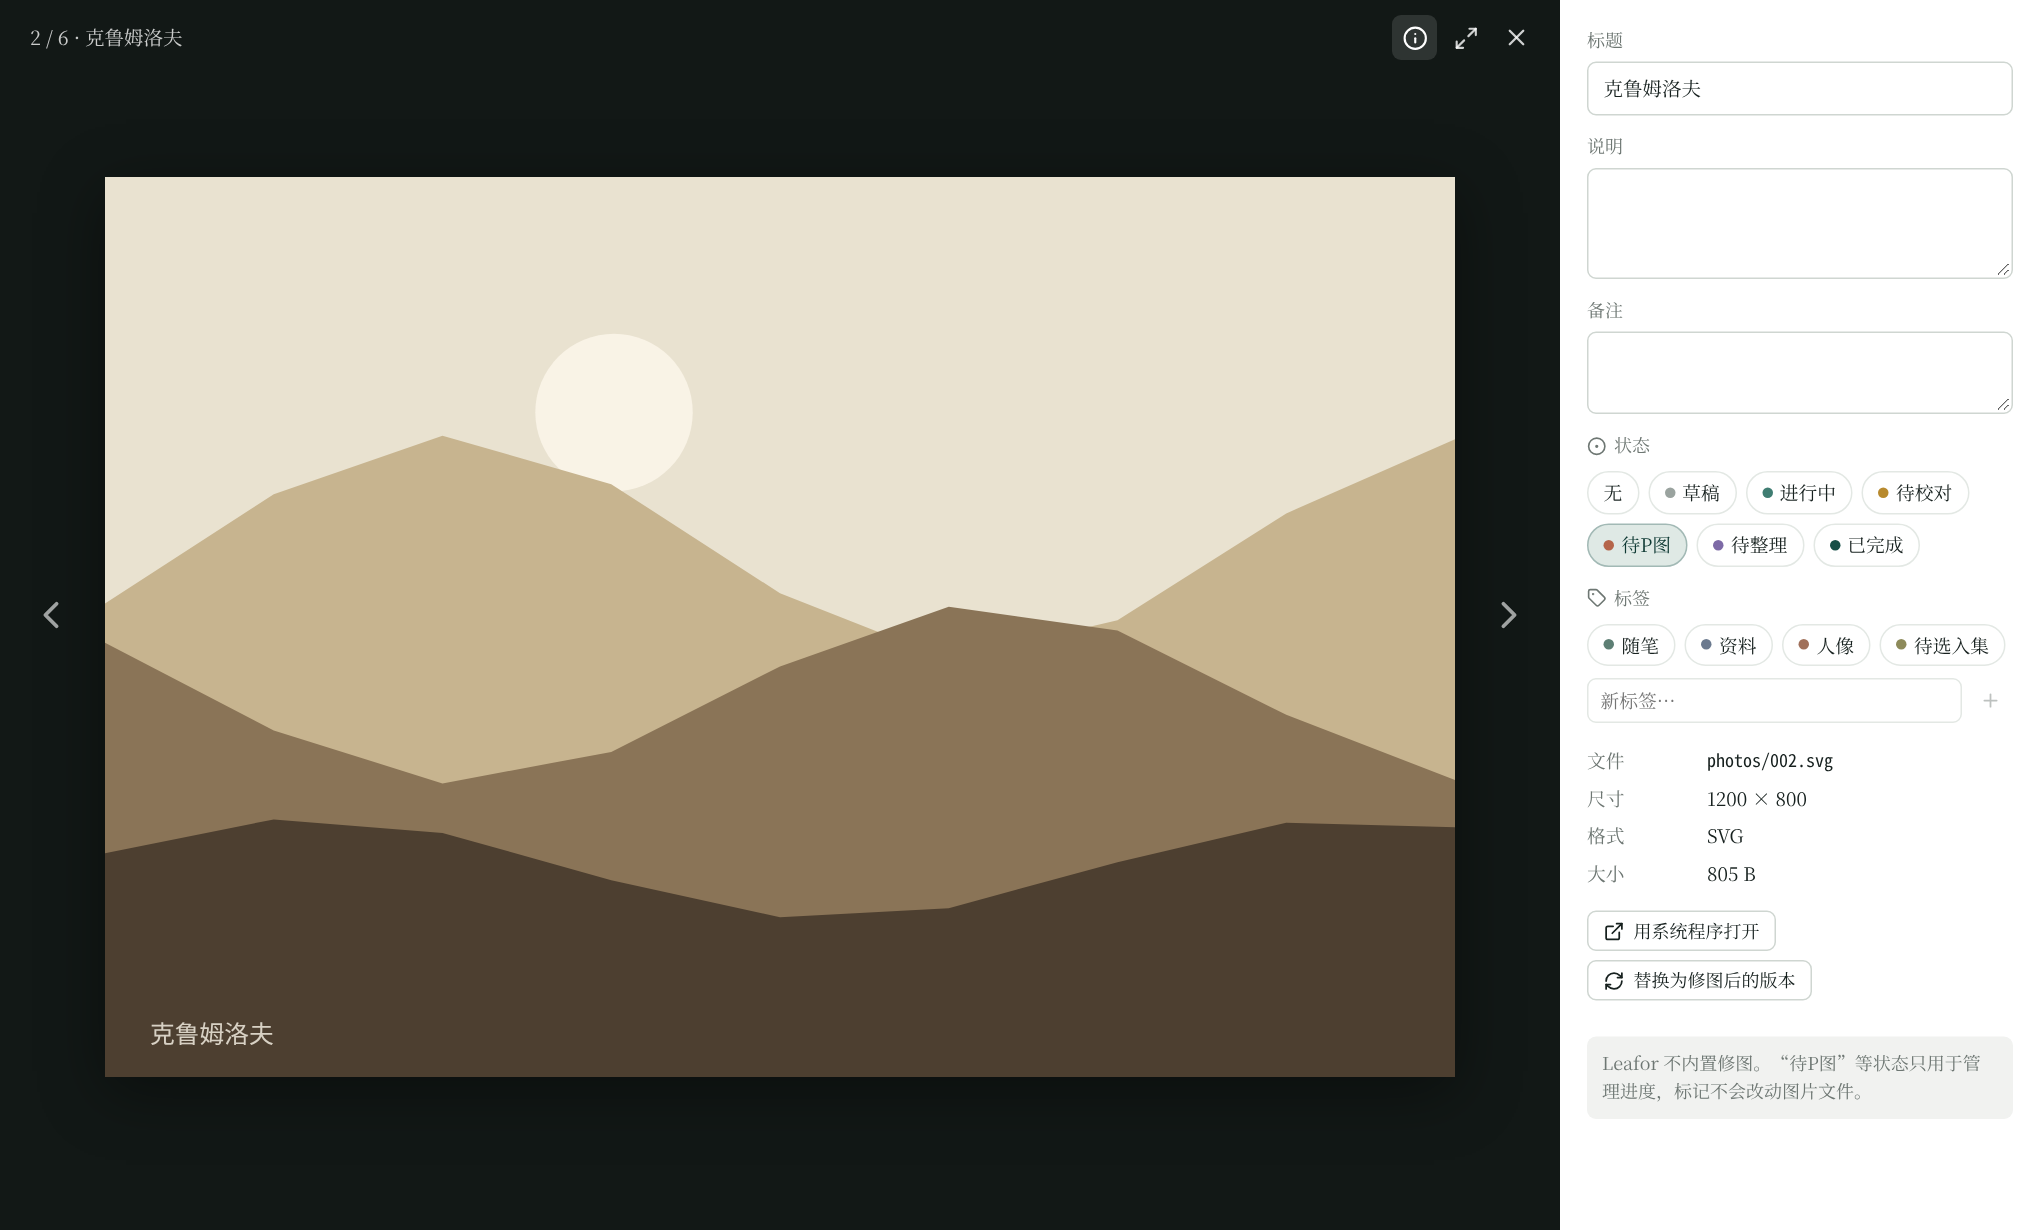 2 / 6 · 克鲁姆洛夫
克鲁姆洛夫
标题
克鲁姆洛夫
说明
备注
状态
无 草稿 进行中 待校对
待P图 待整理 已完成
标签
随笔 资料 人像 待选入集
新标签…
文件 photos/002.svg
尺寸 1200 × 800
格式 SVG
大小 805 B
用系统程序打开
替换为修图后的版本
Leafor 不内置修图。“待P图”等状态只用于管
理进度，标记不会改动图片文件。